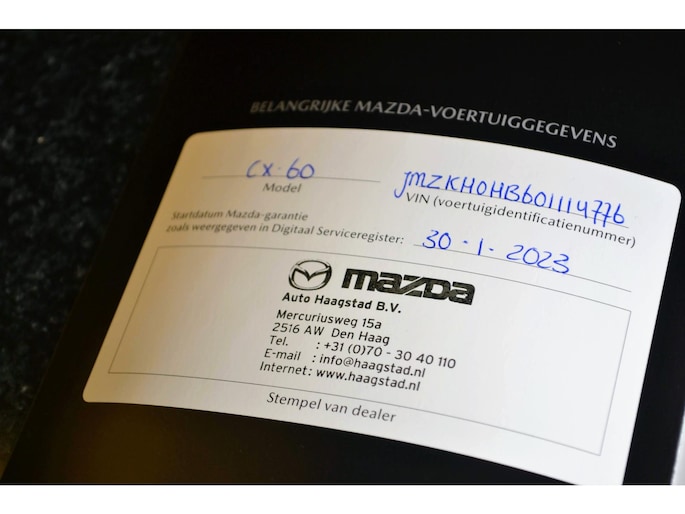 BELANGRIJKE MAZDA-VOERTUIGGEGEVENS
CX-60
Model
JMZKH0HB601114776
VIN (voertuigidentificatienummer)
Startdatum Mazda-garantie
zoals weergegeven in Digitaal Serviceregister: 30-1-2023
mazda
Auto Haagstad B.V.
Mercuriusweg 15a
2516 AW Den Haag
Tel. : +31 (0)70 - 30 40 110
E-mail : info@haagstad.nl
Internet: www.haagstad.nl
Stempel van dealer